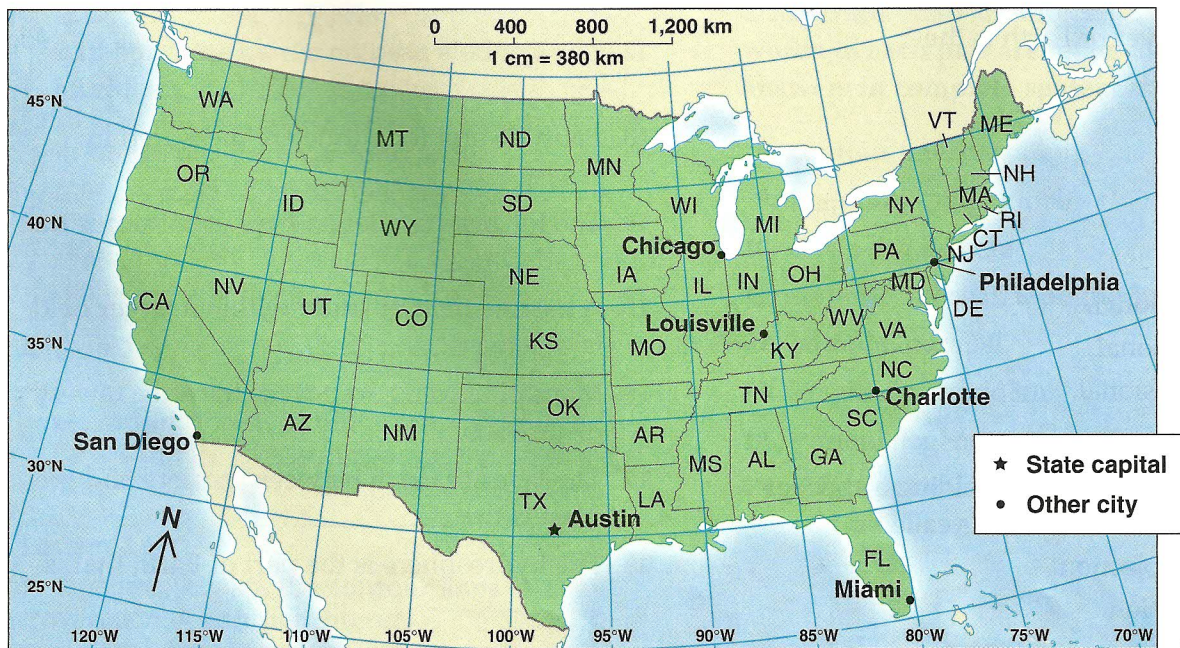 0 400 800 1,200 km
1 cm = 380 km
45°N
40°N
35°N
30°N
25°N
WA
MT
ND
MN
VT
ME
OR
ID
SD
WI
MI
NY
NH
MA
RI
CT
WY
Chicago
PA
NJ
Philadelphia
NE
IA
IL
IN
OH
MD
DE
CA
NV
UT
CO
KS
MO
Louisville
WV
VA
KY
NC
Charlotte
San Diego
AZ
NM
OK
AR
TN
SC
MS
AL
GA
TX
LA
Austin
FL
Miami
N
State capital
Other city
120°W 115°W 110°W 105°W 100°W 95°W 90°W 85°W 80°W 75°W 70°W